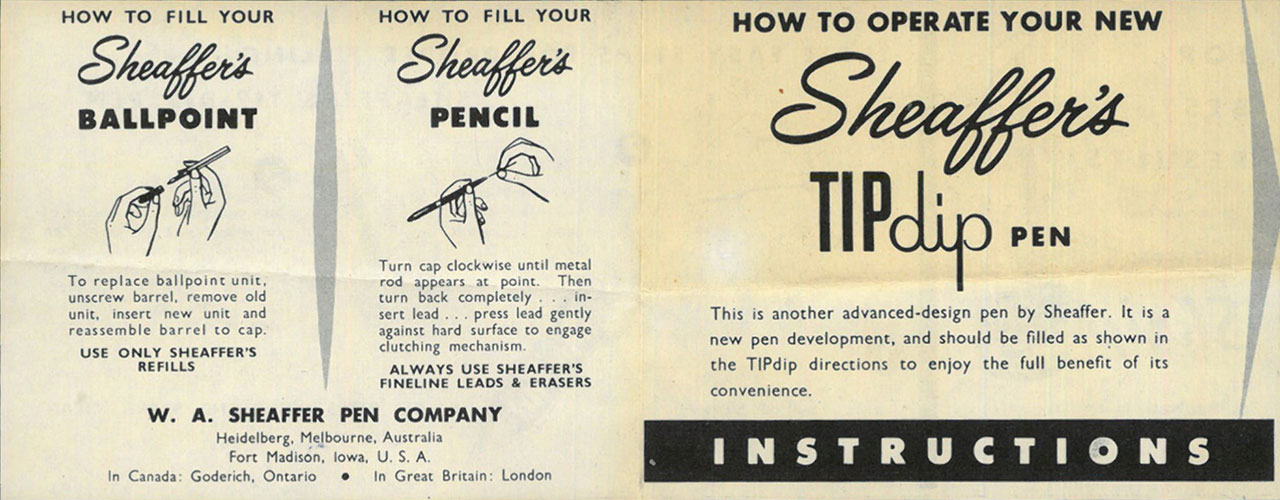 HOW TO FILL YOUR
Sheaffer's
BALLPOINT
To replace ballpoint unit,
unscrew barrel, remove old
unit, insert new unit and
reassemble barrel to cap.
USE ONLY SHEAFFER'S
REFILLS
HOW TO FILL YOUR
Sheaffer's
PENCIL
Turn cap clockwise until metal
rod appears at point. Then
turn back completely . . . in-
sert lead . . . press lead gently
against hard surface to engage
clutching mechanism.
ALWAYS USE SHEAFFER'S
FINELINE LEADS & ERASERS
W. A. SHEAFFER PEN COMPANY
Heidelberg, Melbourne, Australia
Fort Madison, Iowa, U. S. A.
In Canada: Goderich, Ontario • In Great Britain: London
HOW TO OPERATE YOUR NEW
Sheaffer's
TIPdip PEN
This is another advanced-design pen by Sheaffer. It is a
new pen development, and should be filled as shown in
the TIPdip directions to enjoy the full benefit of its
convenience.
INSTRUCTIONS